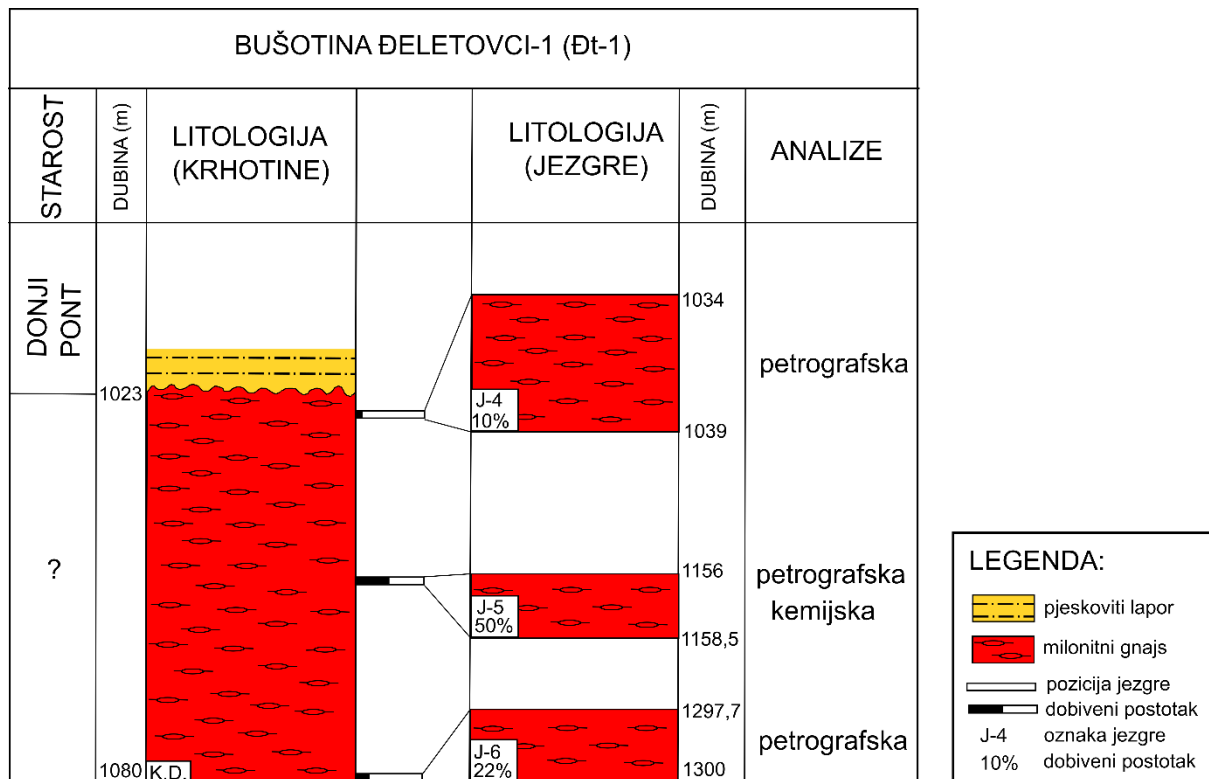 BUŠOTINA ĐELETOVCI-1 (Đt-1)
STAROST
DUBINA (m)
LITOLOGIJA
(KRHOTINE)
LITOLOGIJA
(JEZGRE)
DUBINA (m)
ANALIZE
DONJI
PONT
1034
petrografska
1023
J-4
10%
1039
?
1156
petrografska
kemijska
J-5
50%
1158,5
1297,7
petrografska
J-6
22%
1300
1080
K.D.
LEGENDA:
pjeskoviti lapor
milonitni gnajs
pozicija jezgre
dobiveni postotak
J-4 oznaka jezgre
10% dobiveni postotak